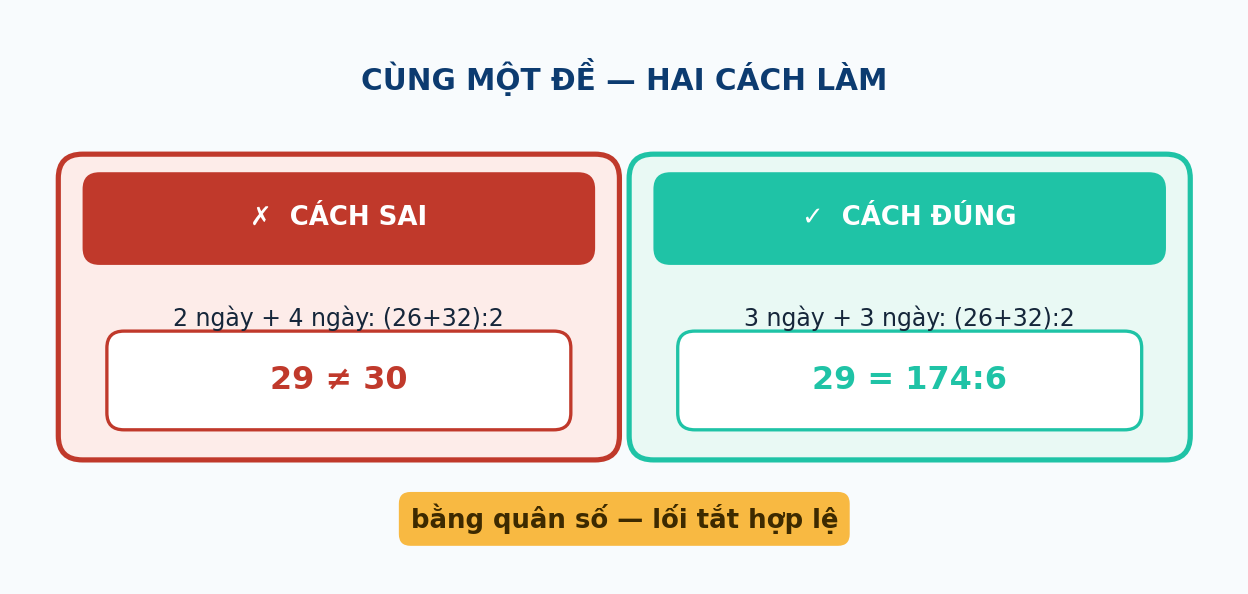 CÙNG MỘT ĐỀ — HAI CÁCH LÀM
✗ CÁCH SAI
2 ngày + 4 ngày: (26+32):2
29 ≠ 30
✓ CÁCH ĐÚNG
3 ngày + 3 ngày: (26+32):2
29 = 174:6
bằng quân số — lối tắt hợp lệ